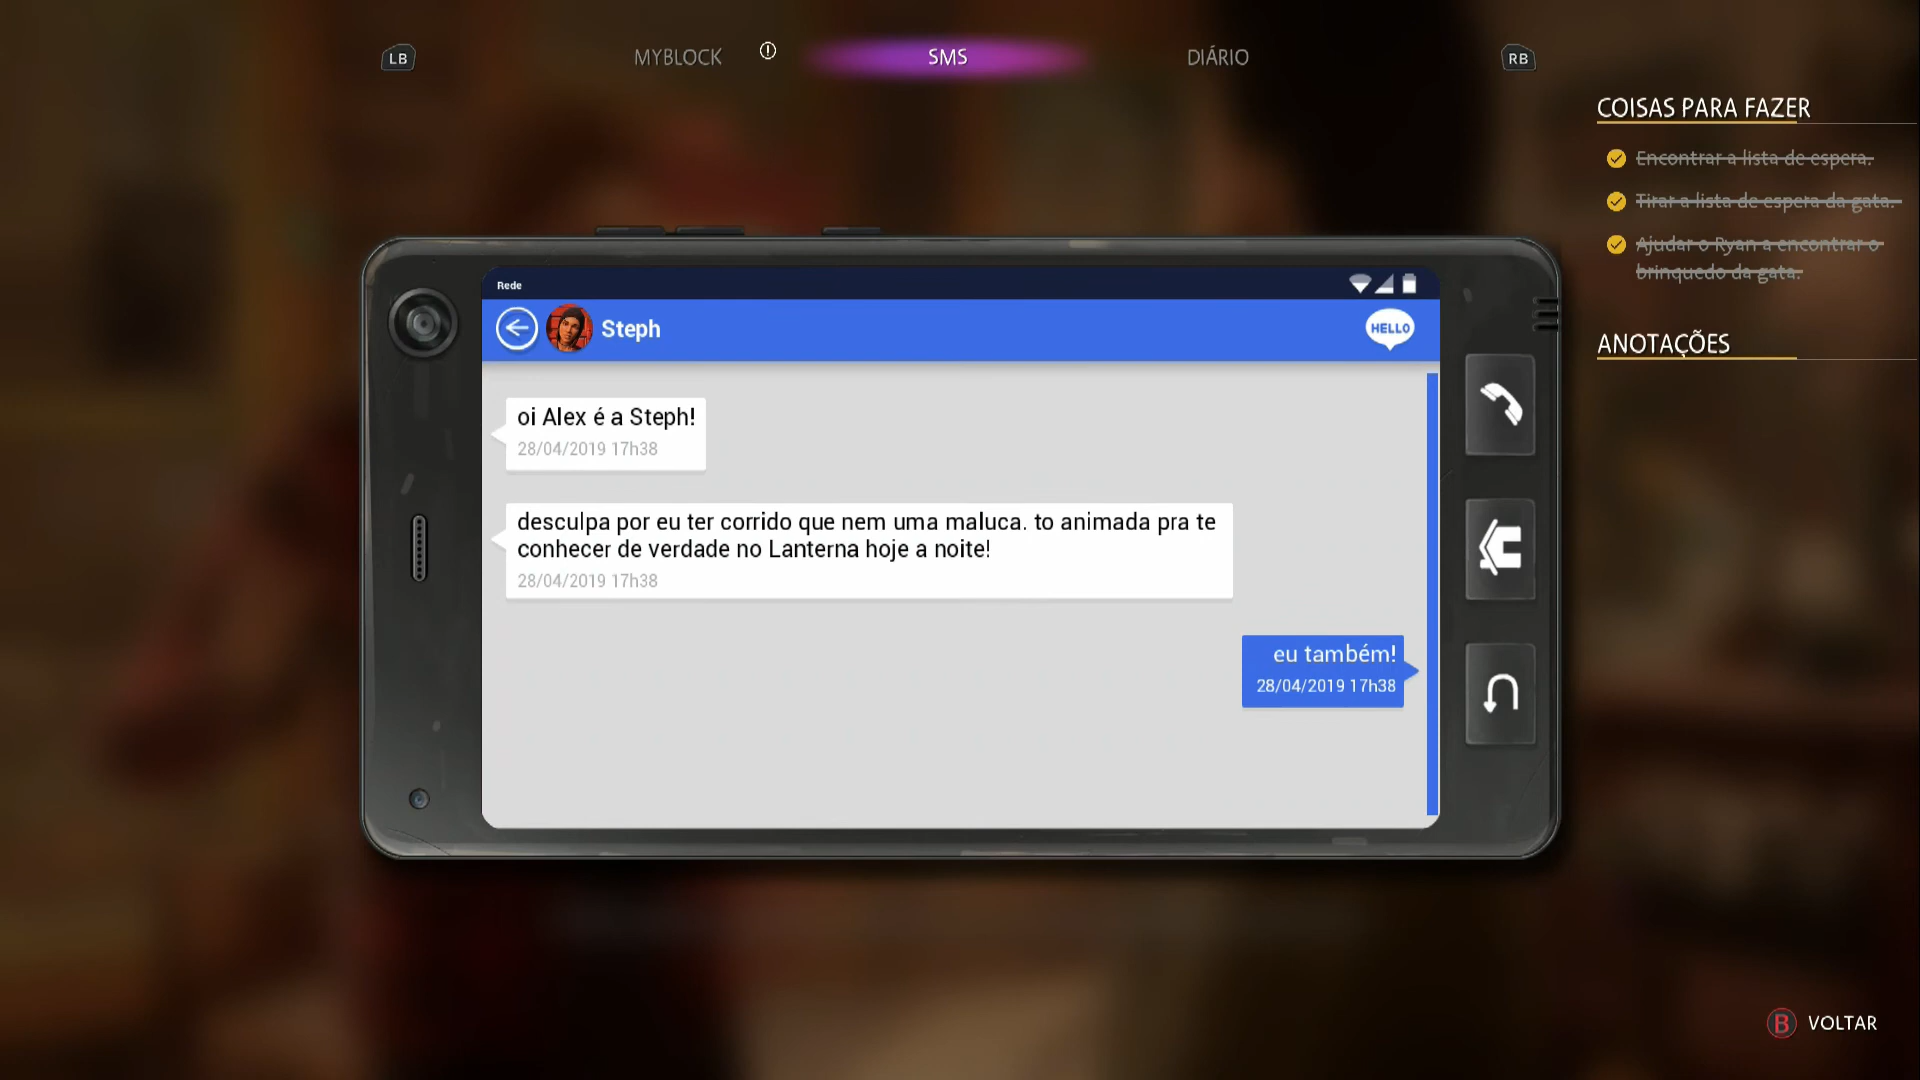 LB
MYBLOCK
SMS
DIÁRIO
RB
COISAS PARA FAZER
Encontrar a lista de espera.
Tirar a lista de espera da gata.
Ajudar o Ryan a encontrar o
brinquedo da gata.
ANOTAÇÕES
Rede
Steph
HELLO
oi Alex é a Steph!
28/04/2019 17h38
desculpa por eu ter corrido que nem uma maluca. to animada pra te
conhecer de verdade no Lanterna hoje a noite!
28/04/2019 17h38
eu também!
28/04/2019 17h38
B VOLTAR